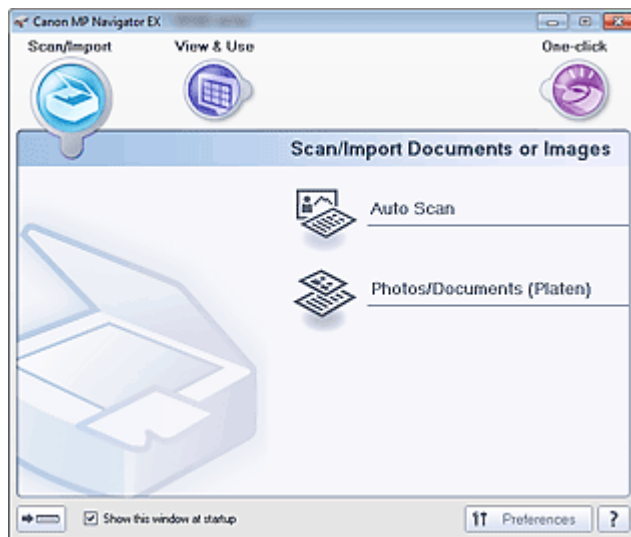 Canon MP Navigator EX
Scan/Import
View & Use
One-click
Scan/Import Documents or Images
Auto Scan
Photos/Documents (Platen)
Show this window at startup
Preferences
?